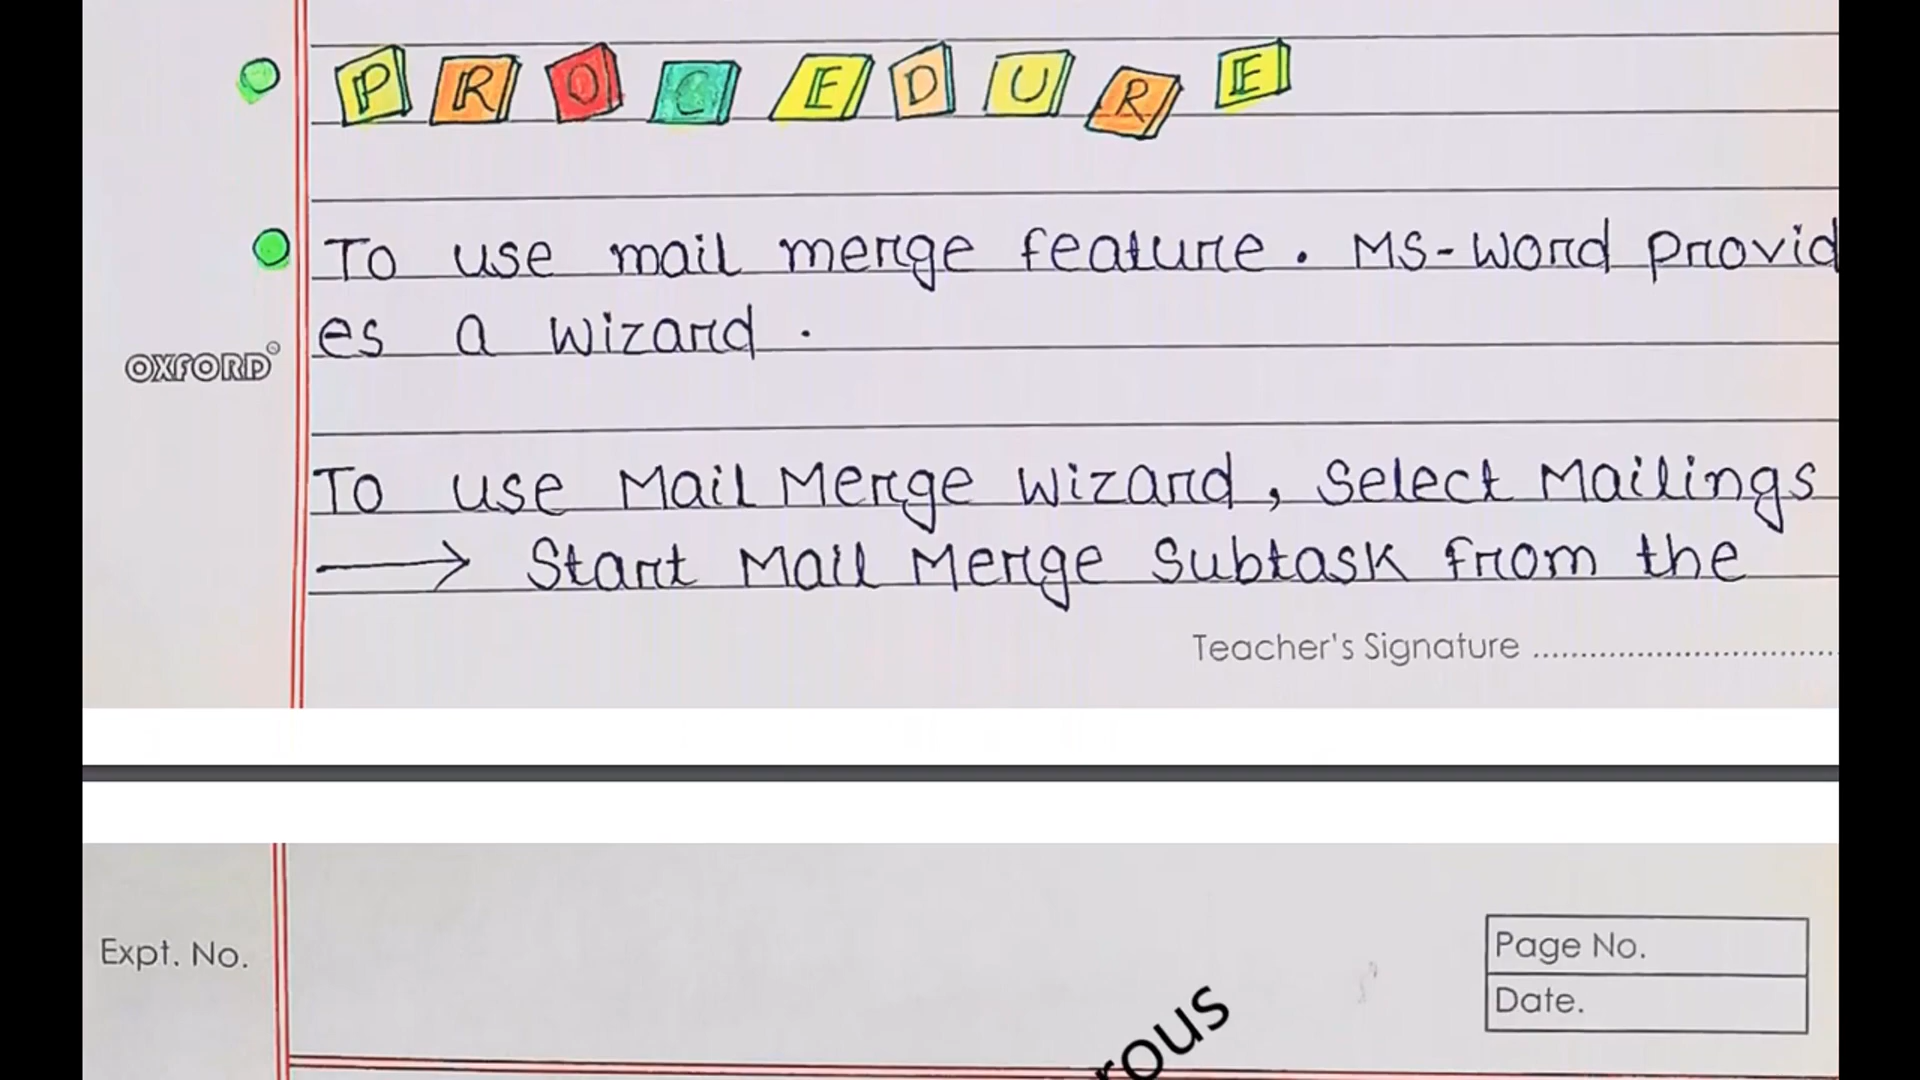 PROCEDURE
To use mail merge feature. MS-Word provid
es a wizard.
OXFORD
To use Mail Merge Wizard, Select Mailings
→ Start Mail Merge Subtask from the
Teacher's Signature ..............................
Expt. No.
Page No.
Date.
rous